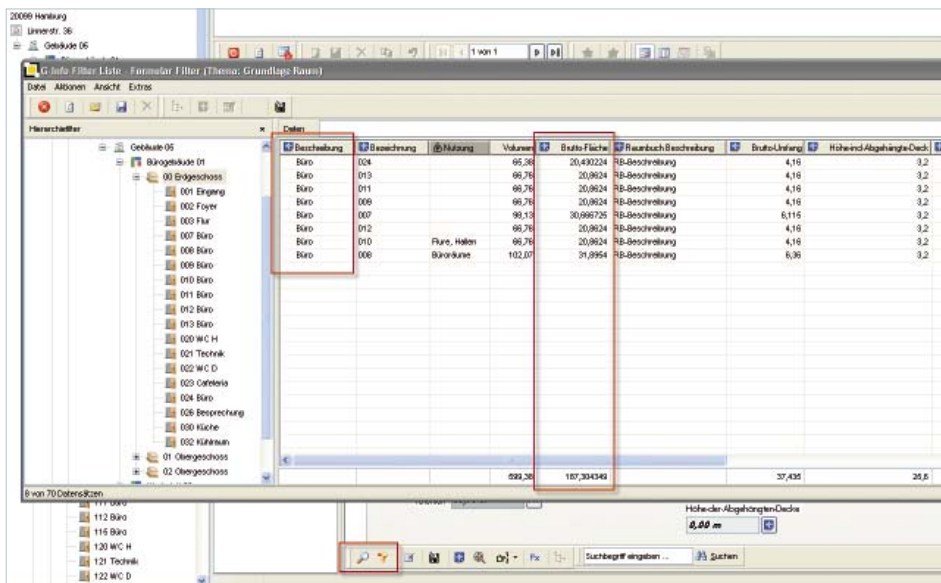 20099 Hamburg
Linnerstr. 36
Gebäude 06
1 von 1
G-Info Filter Liste - Formular Filter (Thema: Grundlage Raum)
Datei Aktionen Ansicht Extras
Hierarchiefilter
Daten
Gebäude 06
Bürogebäude 01
00 Erdgeschoss
001 Eingang
002 Foyer
003 Flur
007 Büro
008 Büro
009 Büro
010 Büro
011 Büro
012 Büro
013 Büro
020 WC H
021 Technik
022 WC D
023 Cafeteria
024 Büro
026 Besprechung
030 Küche
032 Kühlraum
01 Obergeschoss
02 Obergeschoss
Beschreibung Bezeichnung Nutzung Volumen Brutto-Fläche Raumbuch Beschreibung Brutto-Umfang Höhe-incl-Abgehängte-Deck
Büro 024 65,38 20,430224 RB-Beschreibung 4,16 3,2
Büro 013 66,76 20,8624 RB-Beschreibung 4,16 3,2
Büro 011 66,76 20,8624 RB-Beschreibung 4,16 3,2
Büro 009 66,76 20,8624 RB-Beschreibung 4,16 3,2
Büro 007 98,13 30,666725 RB-Beschreibung 6,115 3,2
Büro 012 66,76 20,8624 RB-Beschreibung 4,16 3,2
Büro 010 Flure, Hallen 66,76 20,8624 RB-Beschreibung 4,16 3,2
Büro 008 Büroräume 102,07 31,8954 RB-Beschreibung 6,36 3,2
599,38 187,304349 37,435 25,6
8 von 70 Datensätzen
111 Büro
112 Büro
116 Büro
120 WC H
121 Technik
122 WC D
Höhe-der-Abgehängten-Decke
0,00 m
Fx
Suchbegriff eingeben ...
Suchen